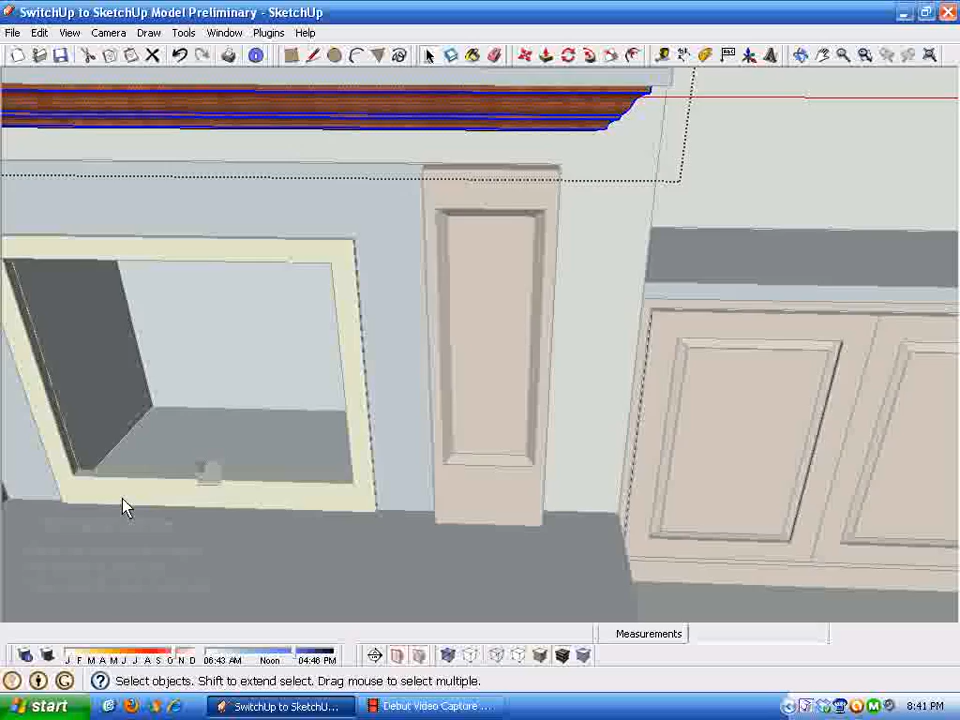 SwitchUp to SketchUp Model Preliminary - SketchUp
File Edit View Camera Draw Tools Window Plugins Help
Measurements
J F M A M J J A S O N D 06:43 AM Noon 04:46 PM
Select objects. Shift to extend select. Drag mouse to select multiple.
start SwitchUp to SketchU... Debut Video Capture ... 8:41 PM